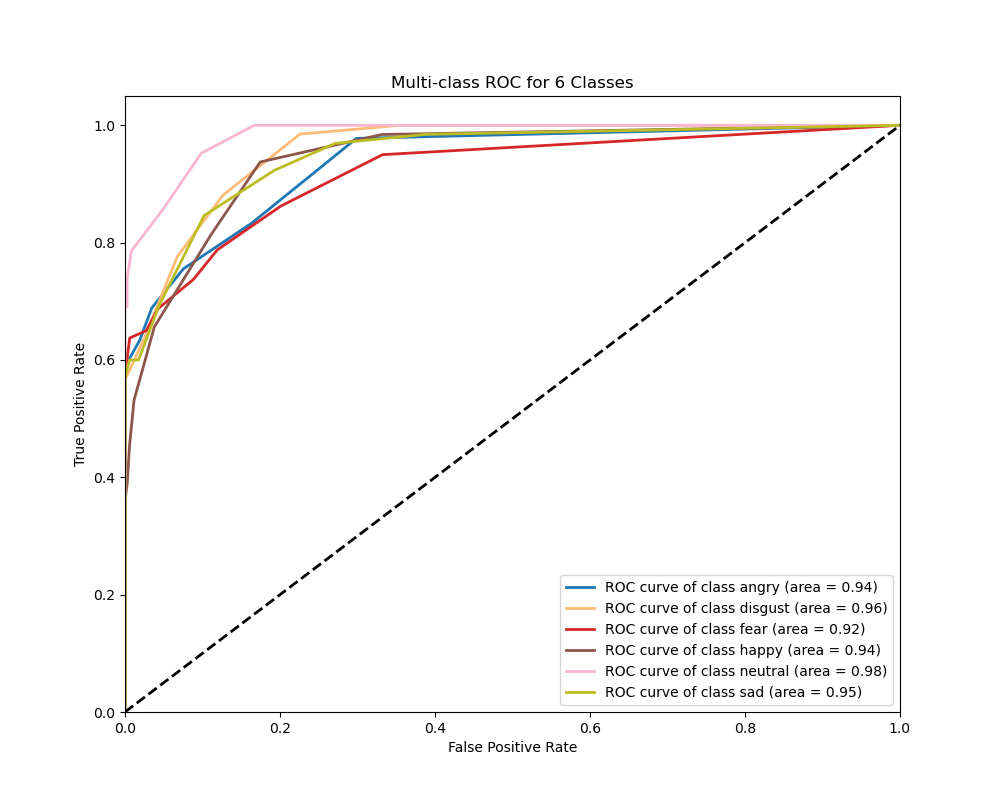 Multi-class ROC for 6 Classes
1.0
0.8
0.6
0.4
0.2
0.0
True Positive Rate
0.0 0.2 0.4 0.6 0.8 1.0
False Positive Rate
ROC curve of class angry (area = 0.94)
ROC curve of class disgust (area = 0.96)
ROC curve of class fear (area = 0.92)
ROC curve of class happy (area = 0.94)
ROC curve of class neutral (area = 0.98)
ROC curve of class sad (area = 0.95)